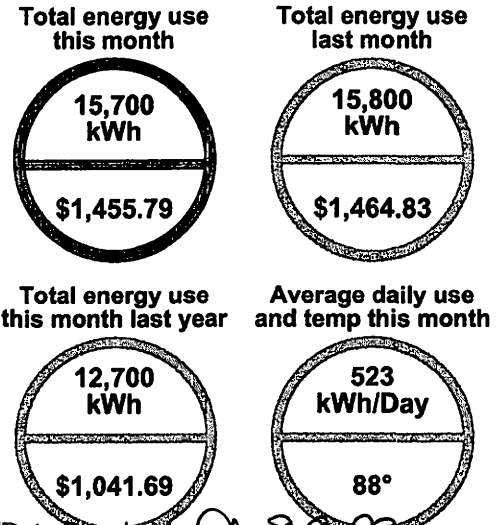 Total energy use
this month
15,700
kWh
$1,455.79
Total energy use
last month
15,800
kWh
$1,464.83
Total energy use
this month last year
12,700
kWh
$1,041.69
Average daily use
and temp this month
523
kWh/Day
88°